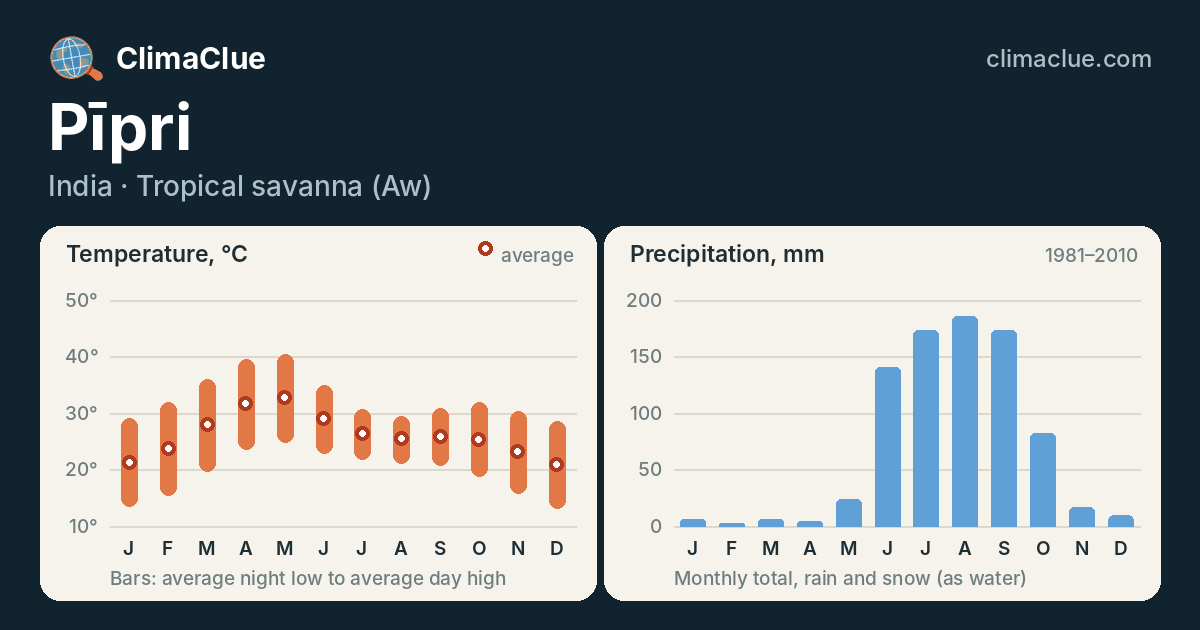 ClimaClue
climaclue.com
Pīpri
India · Tropical savanna (Aw)
Temperature, °C
average
50°
40°
30°
20°
10°
J F M A M J J A S O N D
Bars: average night low to average day high
Precipitation, mm
1981–2010
200
150
100
50
0
J F M A M J J A S O N D
Monthly total, rain and snow (as water)